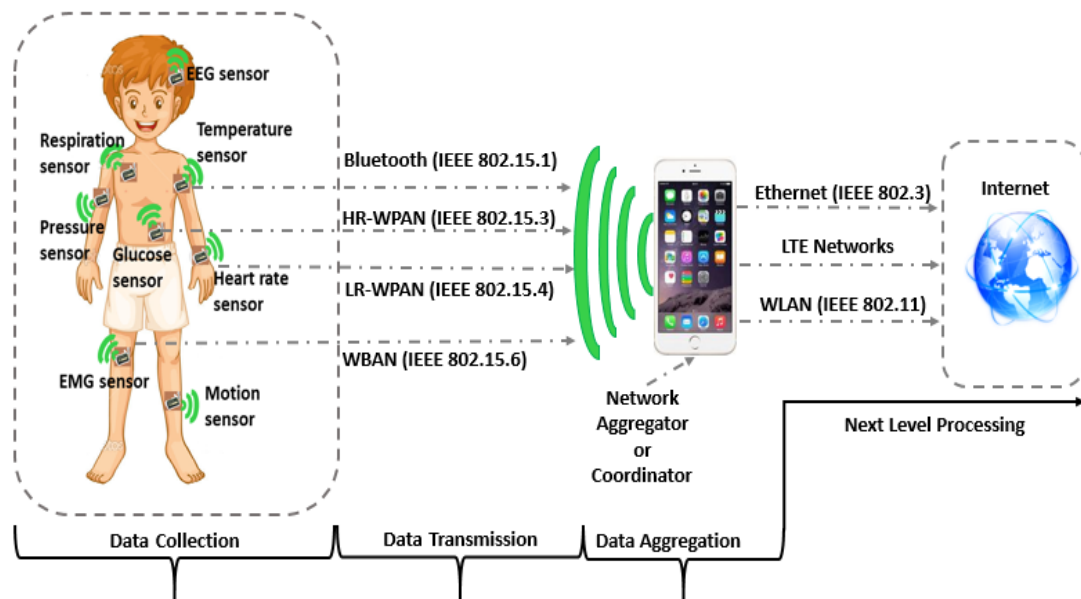 EEG sensor
Respiration
sensor
Temperature
sensor
Pressure
sensor
Glucose
sensor
Heart rate
sensor
EMG sensor
Motion
sensor
Bluetooth (IEEE 802.15.1)
HR-WPAN (IEEE 802.15.3)
LR-WPAN (IEEE 802.15.4)
WBAN (IEEE 802.15.6)
Network
Aggregator
or
Coordinator
Ethernet (IEEE 802.3)
LTE Networks
WLAN (IEEE 802.11)
Internet
Next Level Processing
Data Collection
Data Transmission
Data Aggregation